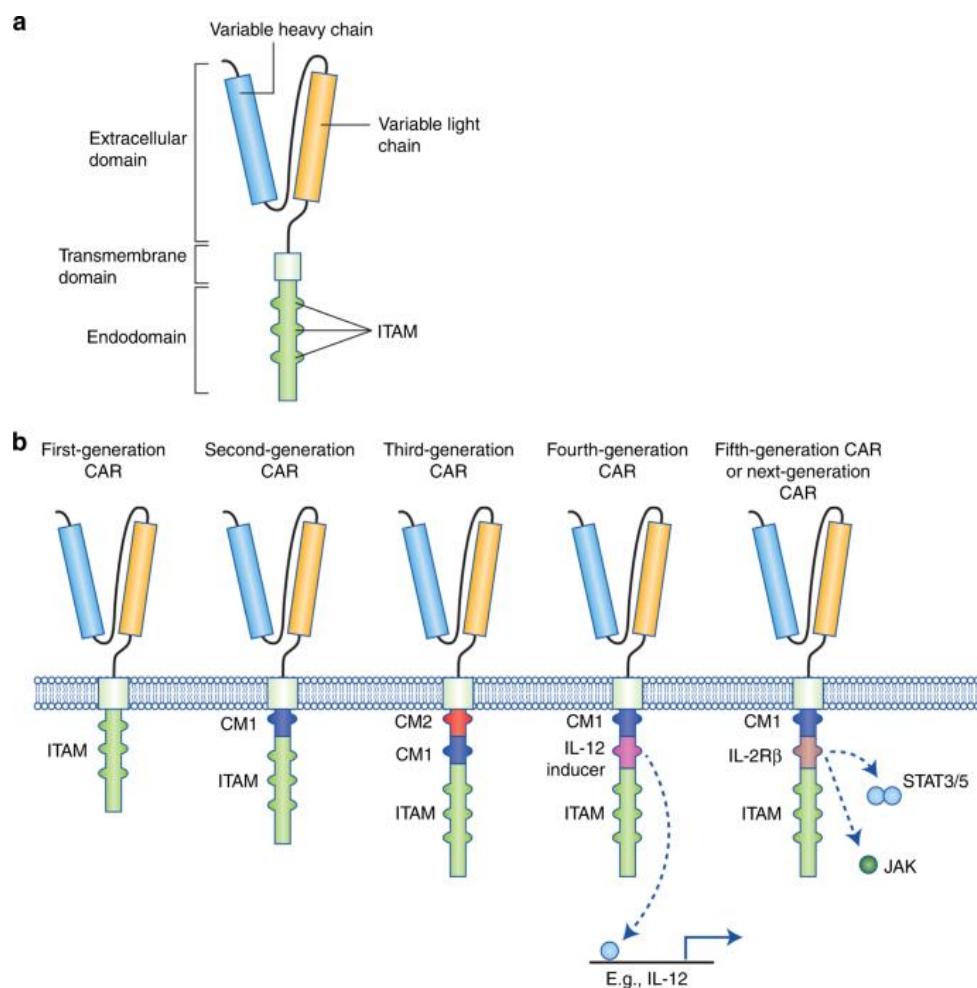 a
Variable heavy chain
Extracellular
domain
Variable light
chain
Transmembrane
domain
Endodomain
ITAM
b
First-generation
CAR
Second-generation
CAR
Third-generation
CAR
Fourth-generation
CAR
Fifth-generation CAR
or next-generation
CAR
ITAM
CM1
ITAM
CM2
CM1
ITAM
CM1
IL-12
inducer
ITAM
CM1
IL-2Rβ
ITAM
STAT3/5
JAK
E.g., IL-12